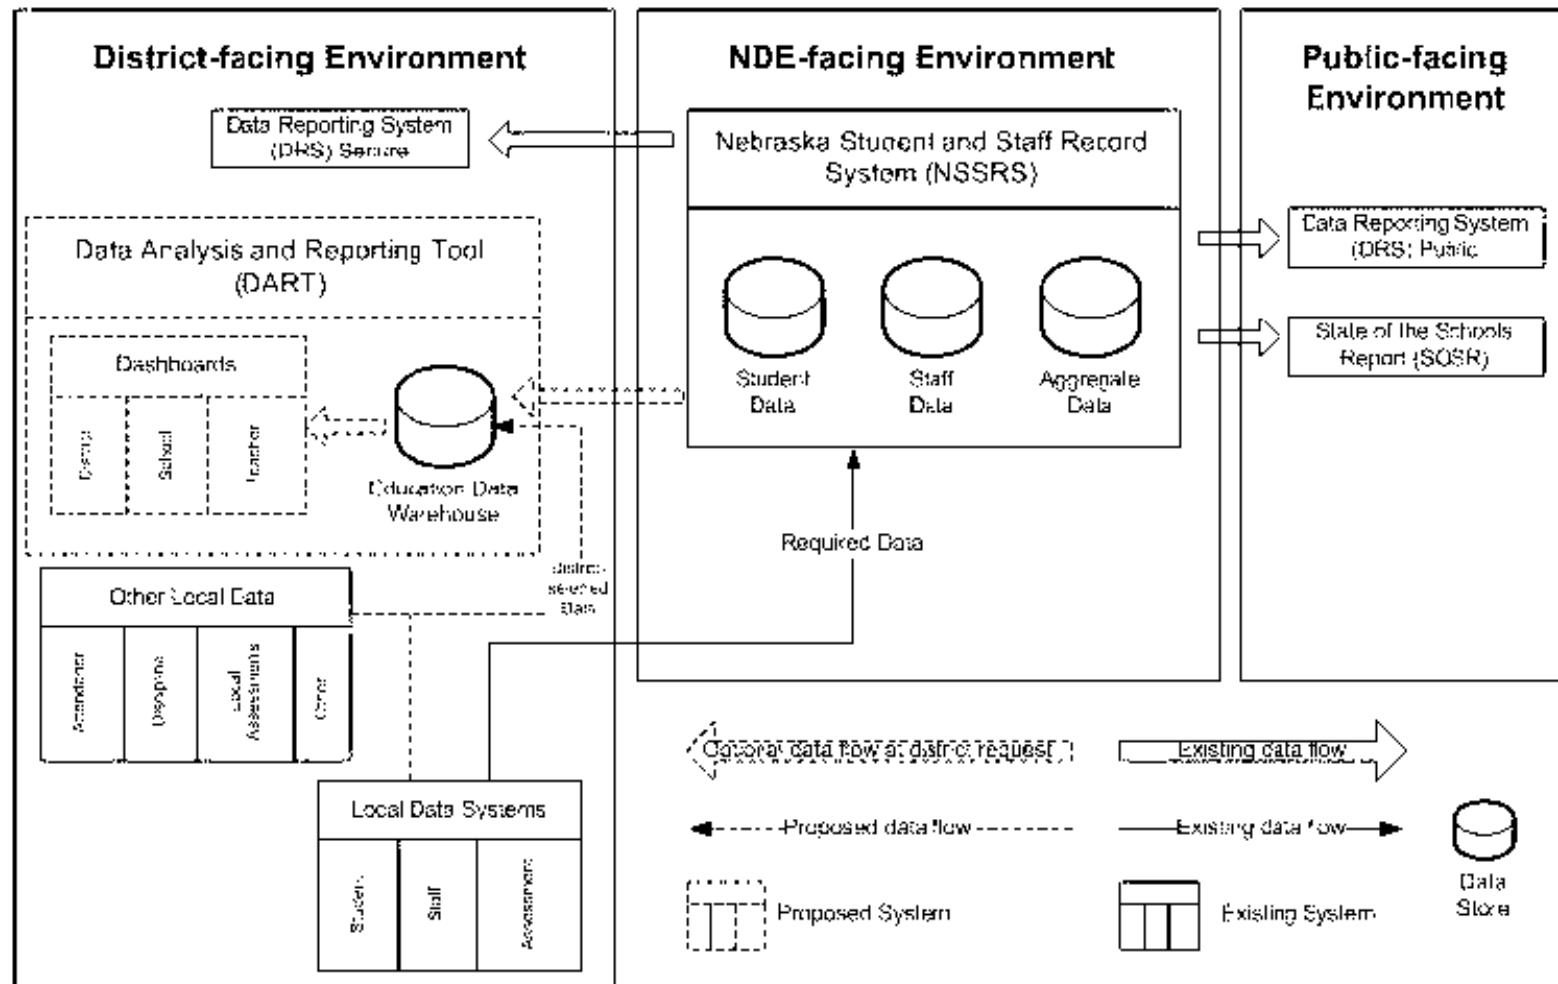 District-facing Environment
NDE-facing Environment
Public-facing
Environment
Data Reporting System
(DRS) Secure
Nebraska Student and Staff Record
System (NSSRS)
Data Reporting System
(DRS) Public
State of the Schools
Report (SOSR)
Data Analysis and Reporting Tool
(DART)
Dashboards
District
School
Teacher
Education Data
Warehouse
Student
Data
Staff
Data
Aggregate
Data
Required Data
District-
selected
Data
Other Local Data
Attendance
Discipline
Local
Assessments
Other
Local Data Systems
Student
Staff
Assessment
Optional data flow at district request
Existing data flow
Proposed data flow
Existing data flow
Proposed System
Existing System
Data
Store